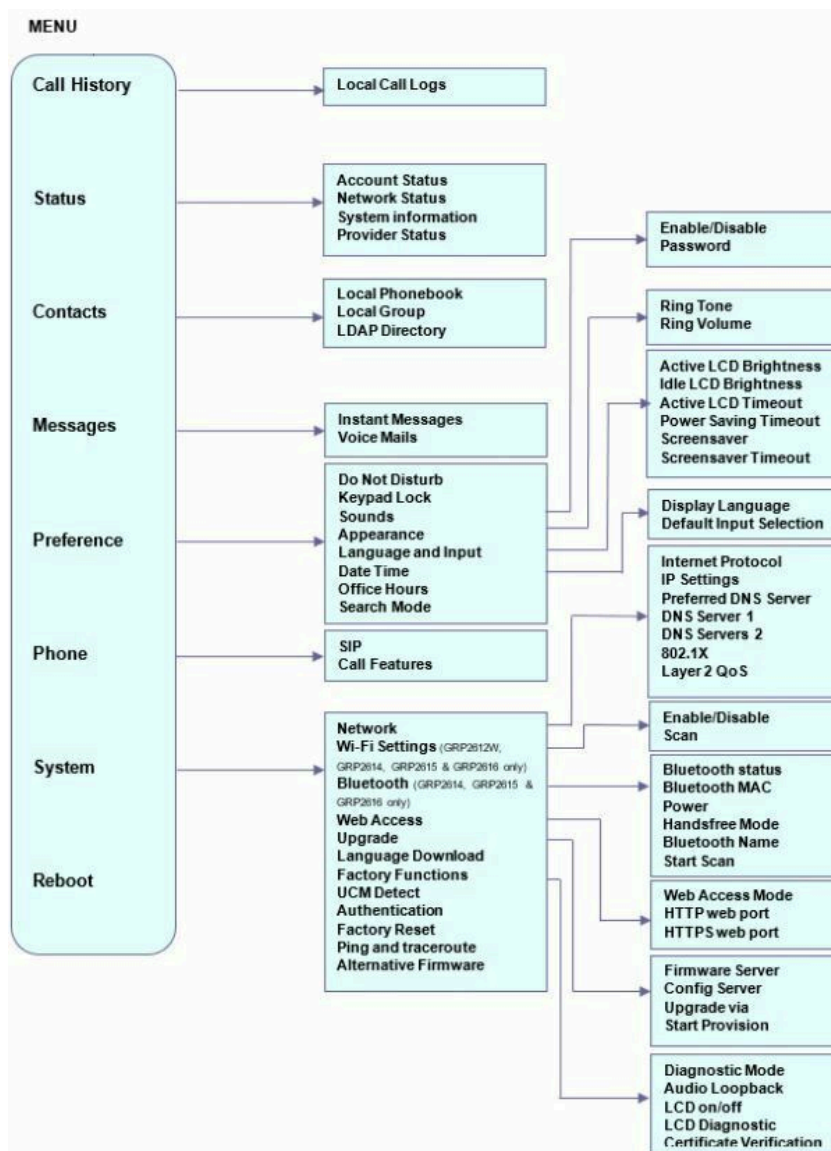 MENU
Call History
Local Call Logs
Status
Account Status
Network Status
System information
Provider Status
Enable/Disable
Password
Contacts
Local Phonebook
Local Group
LDAP Directory
Ring Tone
Ring Volume
Active LCD Brightness
Idle LCD Brightness
Active LCD Timeout
Power Saving Timeout
Screensaver
Screensaver Timeout
Messages
Instant Messages
Voice Mails
Preference
Do Not Disturb
Keypad Lock
Sounds
Appearance
Language and Input
Date Time
Office Hours
Search Mode
Display Language
Default Input Selection
Internet Protocol
IP Settings
Preferred DNS Server
DNS Server 1
DNS Servers 2
802.1X
Layer 2 QoS
Phone
SIP
Call Features
System
Network
Wi-Fi Settings (GRP2612W,
GRP2614, GRP2615 & GRP2616 only)
Bluetooth (GRP2614, GRP2615 &
GRP2616 only)
Web Access
Upgrade
Language Download
Factory Functions
UCM Detect
Authentication
Factory Reset
Ping and traceroute
Alternative Firmware
Enable/Disable
Scan
Bluetooth status
Bluetooth MAC
Power
Handsfree Mode
Bluetooth Name
Start Scan
Reboot
Web Access Mode
HTTP web port
HTTPS web port
Firmware Server
Config Server
Upgrade via
Start Provision
Diagnostic Mode
Audio Loopback
LCD on/off
LCD Diagnostic
Certificate Verification